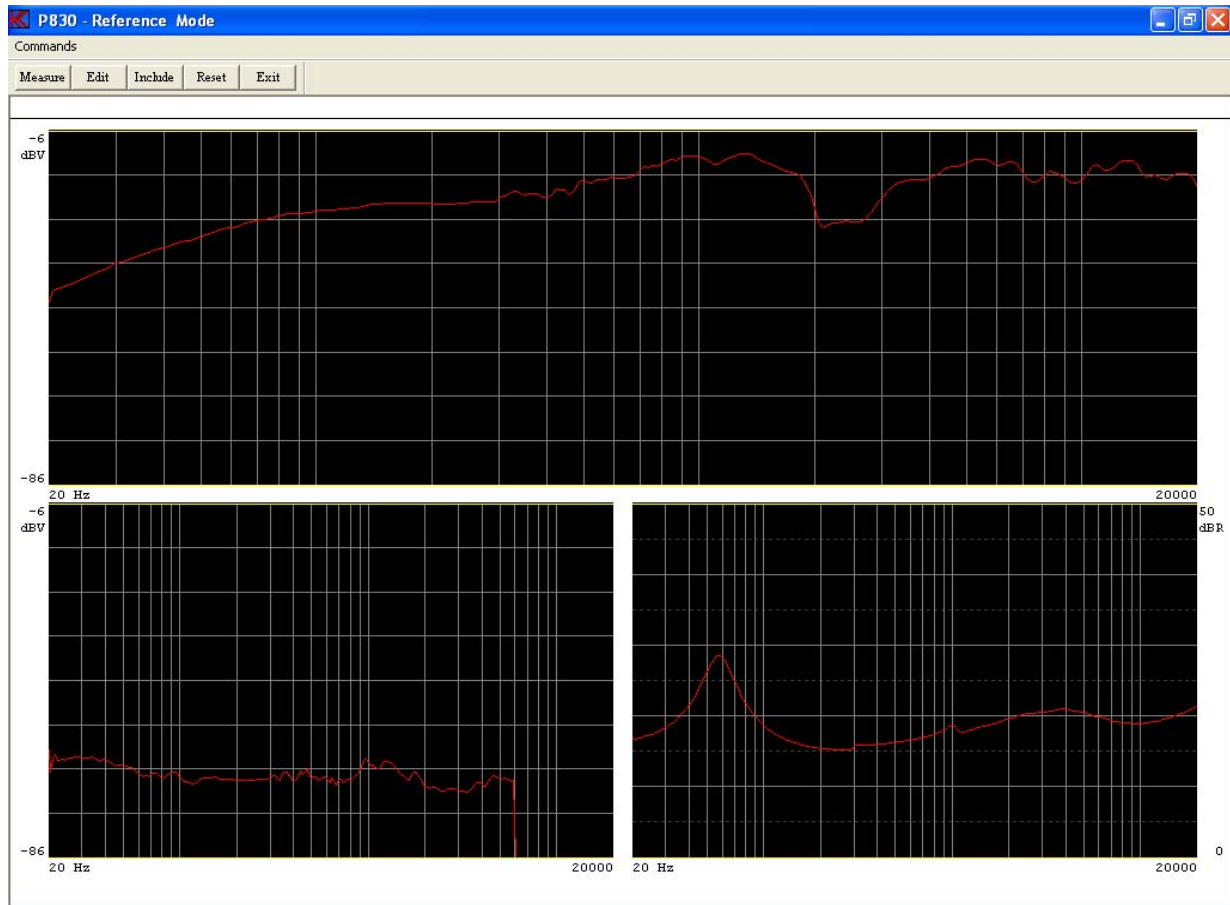 P830 - Reference Mode
Commands
Measure Edit Include Reset Exit
-6
dBV
-86
20 Hz 20000
-6
dBV
-86
20 Hz 20000
50
dBR
0
20 Hz 20000